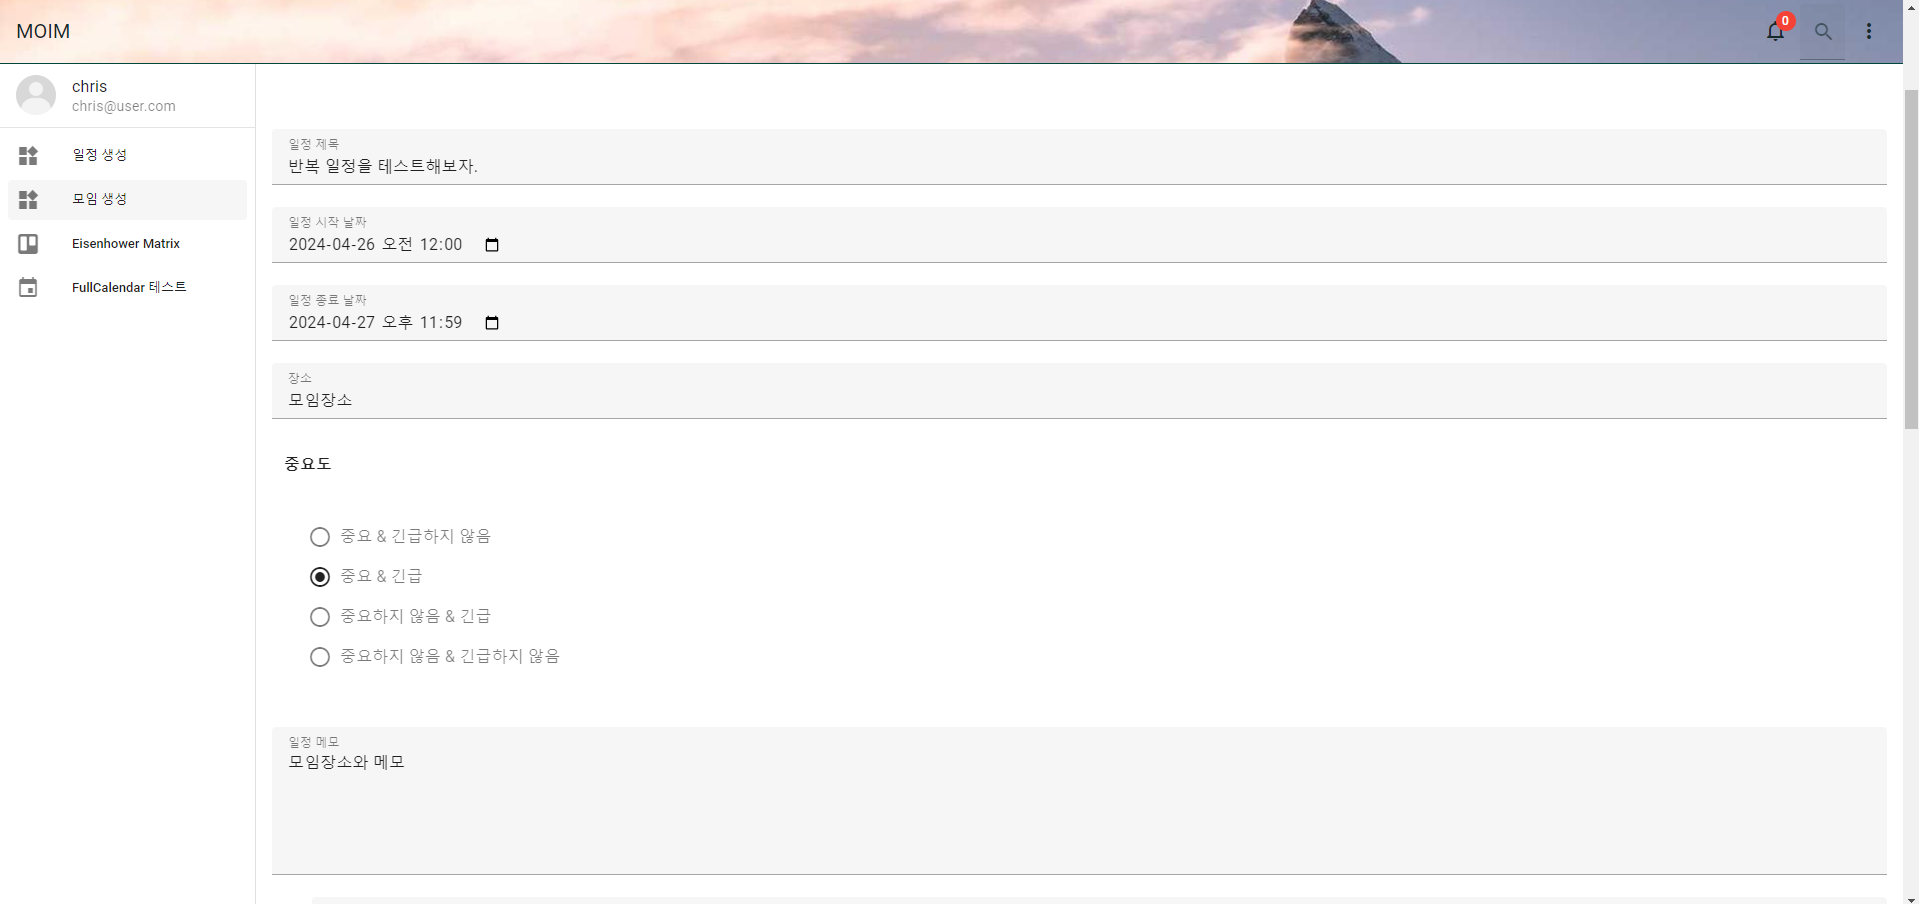 MOIM
0
chris
chris@user.com
일정 생성
모임 생성
Eisenhower Matrix
FullCalendar 테스트
일정 제목
반복 일정을 테스트해보자.
일정 시작 날짜
2024-04-26 오전 12:00
일정 종료 날짜
2024-04-27 오후 11:59
장소
모임장소
중요도
중요 & 긴급하지 않음
중요 & 긴급
중요하지 않음 & 긴급
중요하지 않음 & 긴급하지 않음
일정 메모
모임장소와 메모